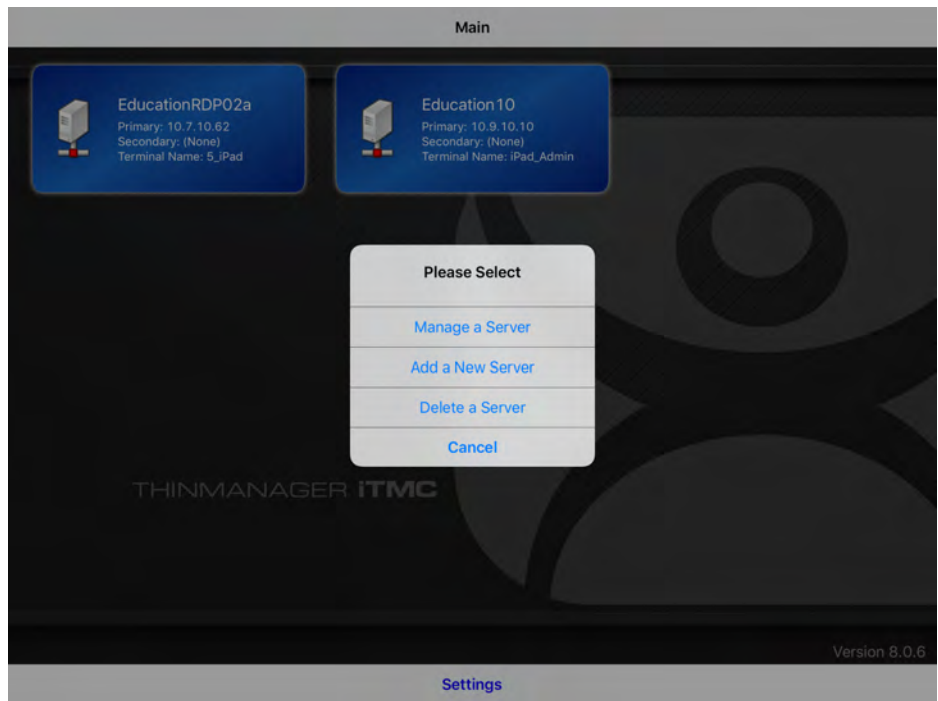 Main
EducationRDP02a
Primary: 10.7.10.62
Secondary: (None)
Terminal Name: 5_iPad
Education10
Primary: 10.9.10.10
Secondary: (None)
Terminal Name: iPad_Admin
Please Select
Manage a Server
Add a New Server
Delete a Server
Cancel
THINMANAGER iTMC
Version 8.0.6
Settings